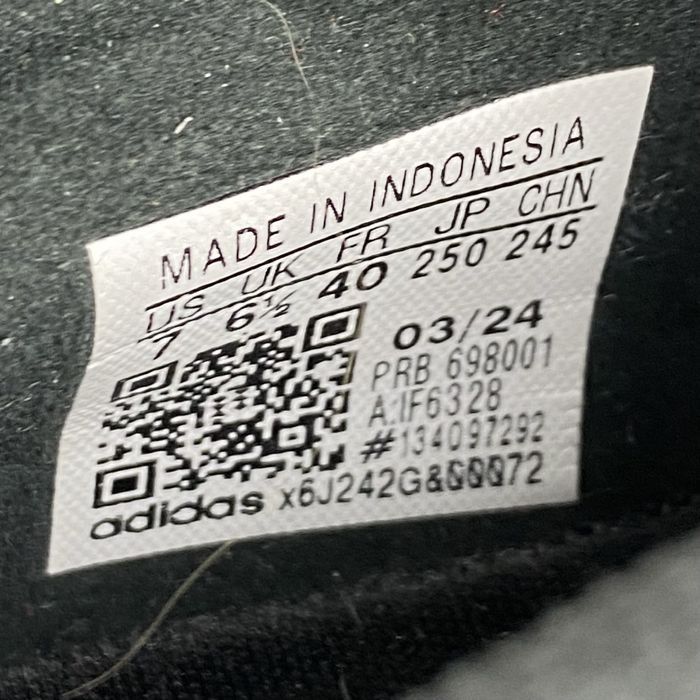 MADE IN INDONESIA
US UK FR JP CHN
7 6½ 40 250 245
03/24
PRB 698001
A:IF6328
#134097292
adidas